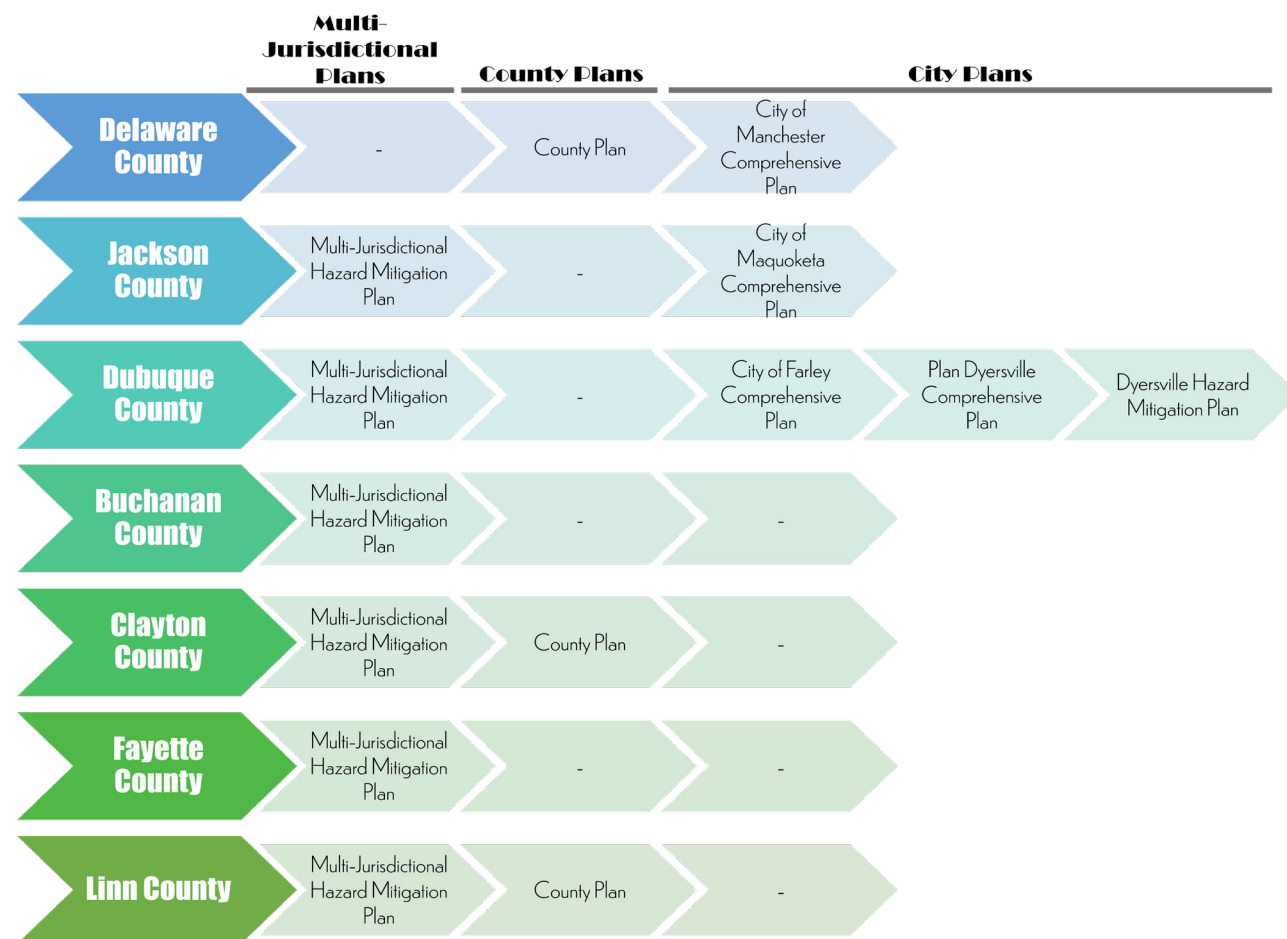 Multi-
Jurisdictional
Plans
County Plans
City Plans
Delaware
County
-
County Plan
City of
Manchester
Comprehensive
Plan
Jackson
County
Multi-Jurisdictional
Hazard Mitigation
Plan
-
City of
Maquoketa
Comprehensive
Plan
Dubuque
County
Multi-Jurisdictional
Hazard Mitigation
Plan
-
City of Farley
Comprehensive
Plan
Plan Dyersville
Comprehensive
Plan
Dyersville Hazard
Mitigation Plan
Buchanan
County
Multi-Jurisdictional
Hazard Mitigation
Plan
-
-
Clayton
County
Multi-Jurisdictional
Hazard Mitigation
Plan
County Plan
-
Fayette
County
Multi-Jurisdictional
Hazard Mitigation
Plan
-
-
Linn County
Multi-Jurisdictional
Hazard Mitigation
Plan
County Plan
-